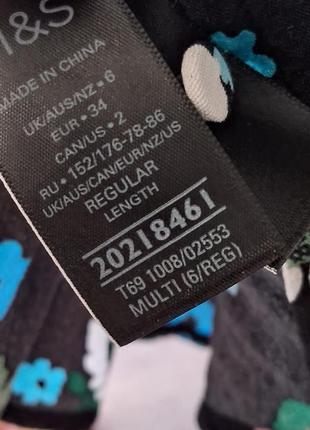 &S
MADE IN CHINA
UK/AUS/NZ • 6
EUR • 34
CAN/US • 2
RU • 152/176-78-86
UK/AUS/CAN/EUR/NZ/US
REGULAR
LENGTH
20218461
T69 1008/02553
MULTI (6/REG)